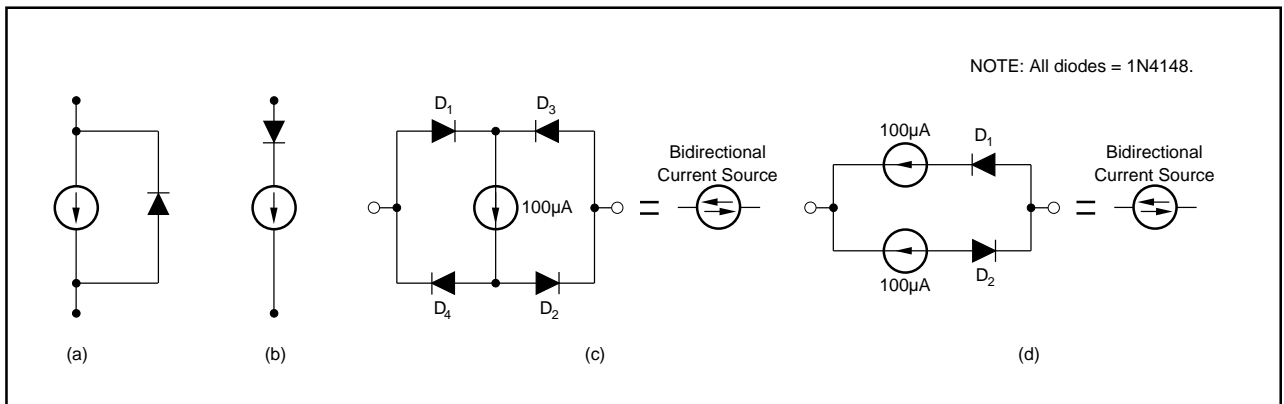 NOTE: All diodes = 1N4148.
D1
D3
100µA
D4
D2
Bidirectional
Current Source
=
100µA
D1
100µA
D2
Bidirectional
Current Source
=
(a)
(b)
(c)
(d)